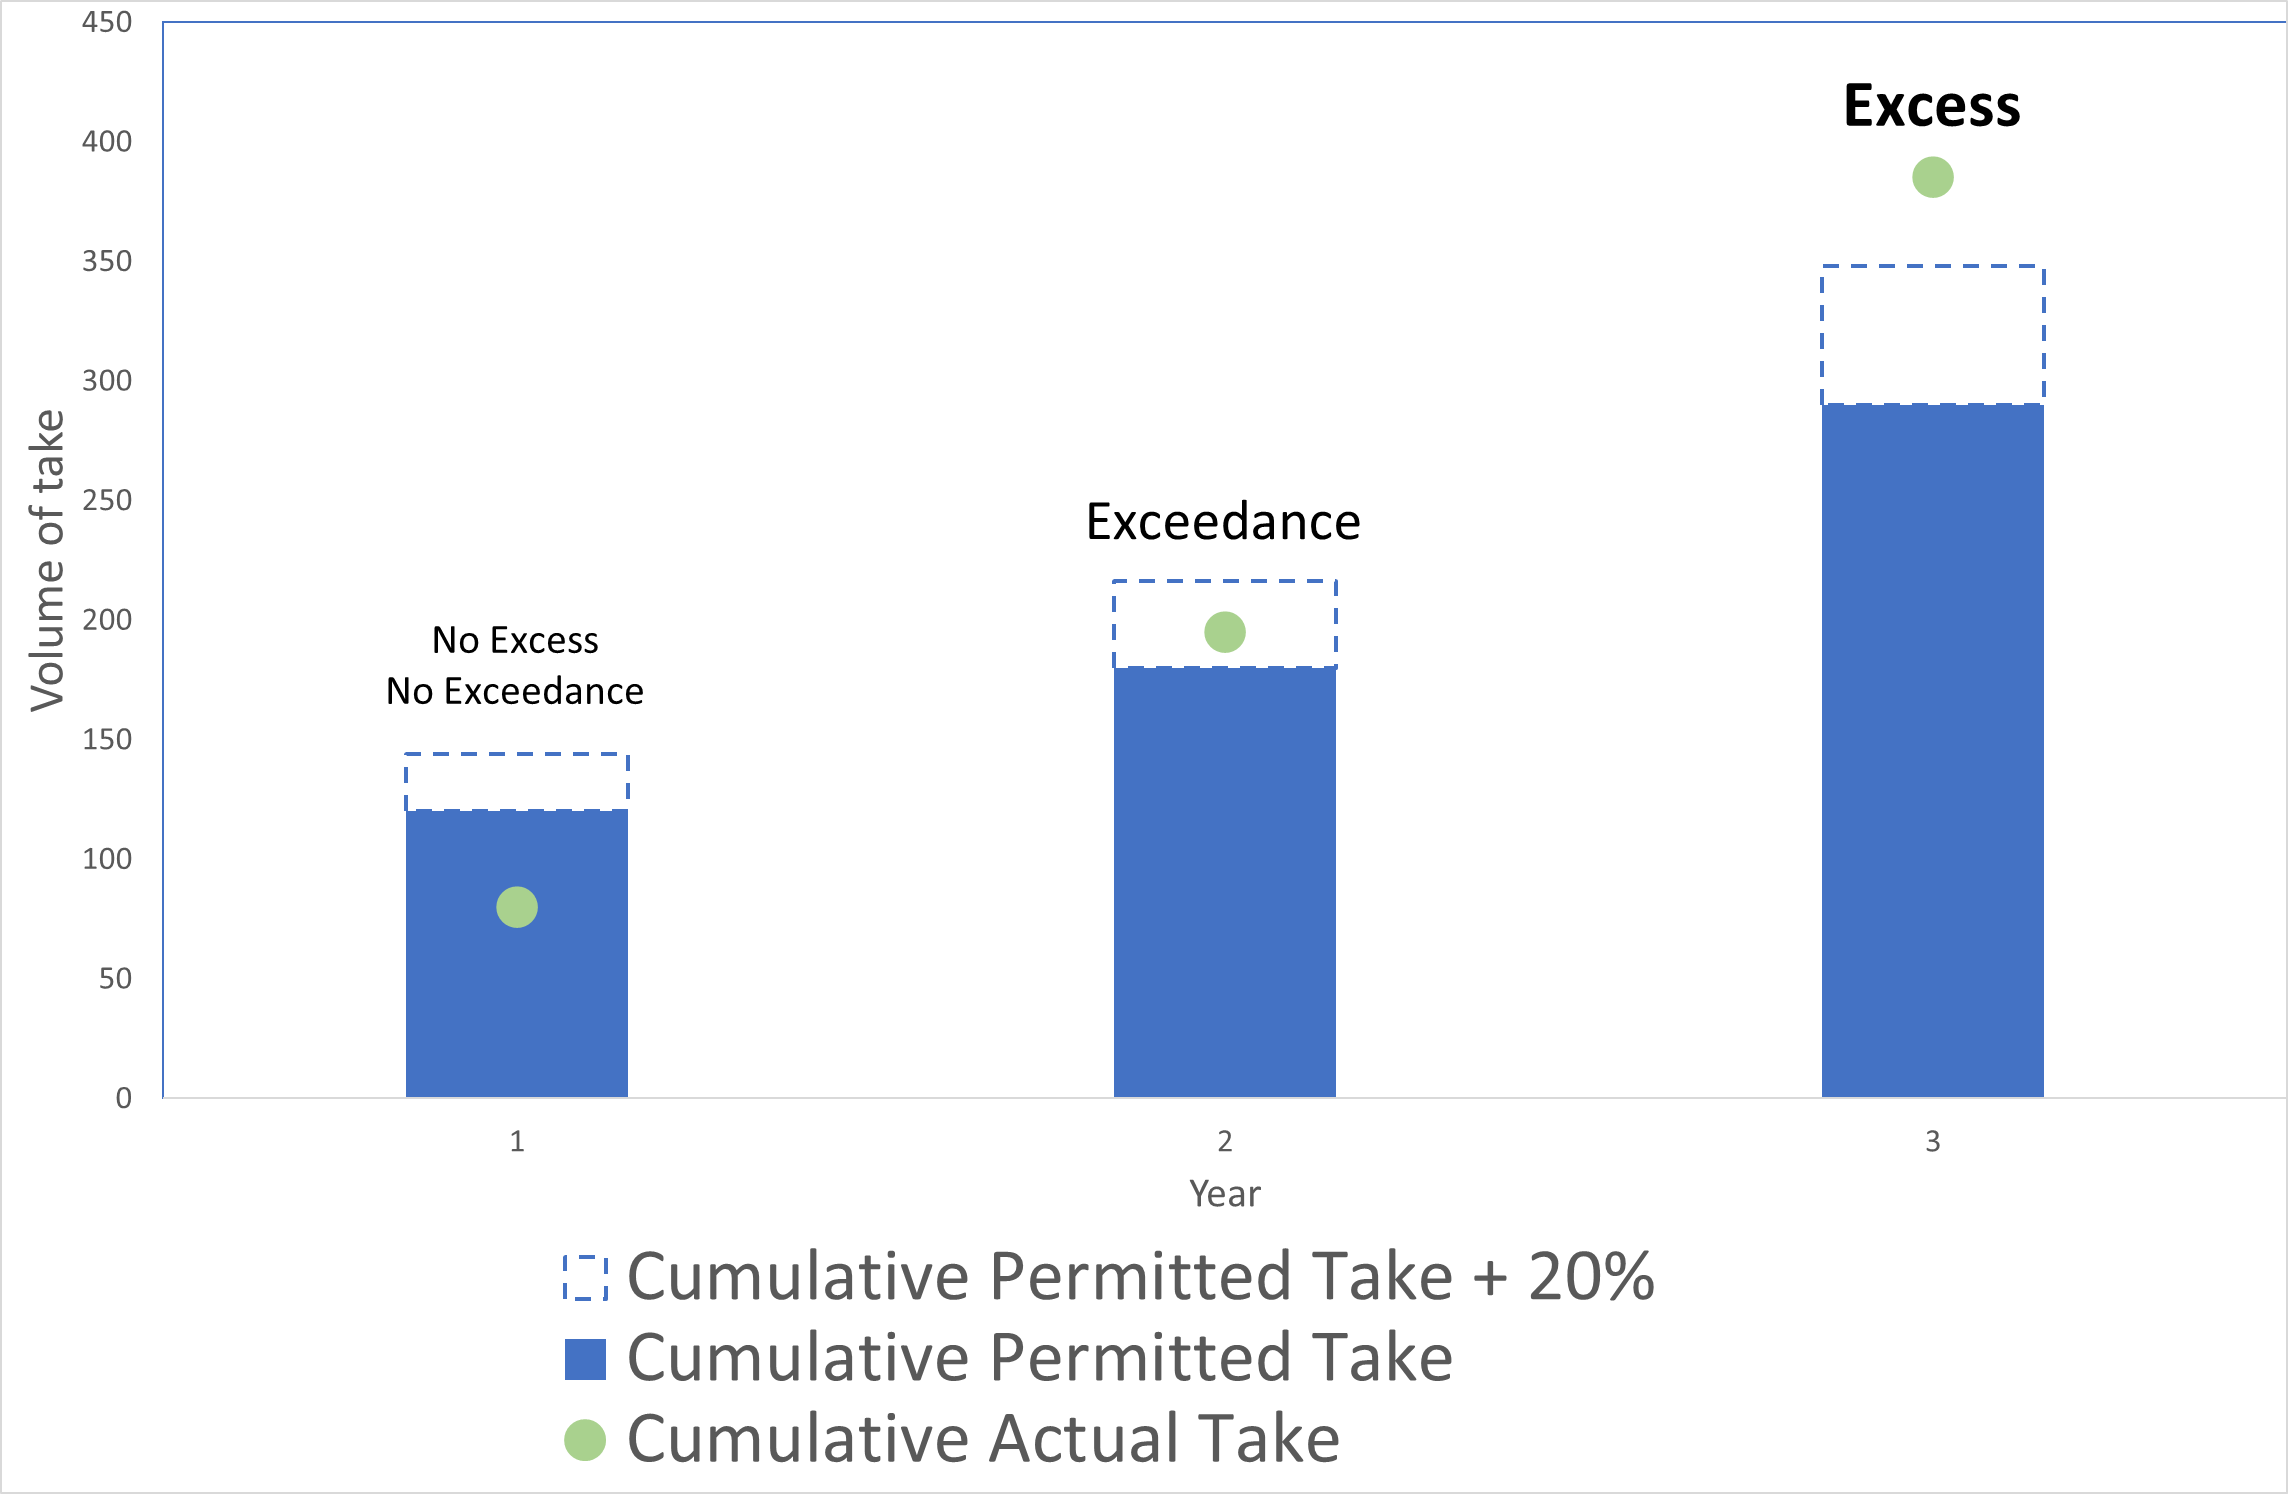 450
400
350
300
250
200
150
100
50
0
Volume of take
Excess
Exceedance
No Excess
No Exceedance
1
2
3
Year
Cumulative Permitted Take + 20%
Cumulative Permitted Take
Cumulative Actual Take